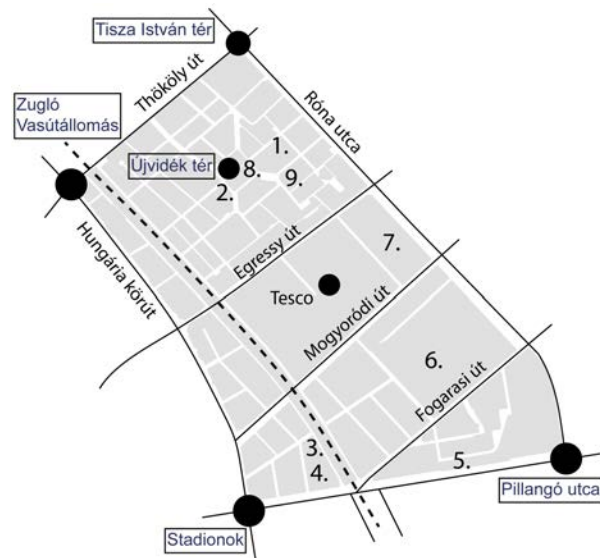 Tisza István tér
Thököly út
Zugló
Vasútállomás
Róna utca
1.
Újvidék tér
8.
9.
2.
Egressy út
7.
Hungária körút
Tesco
Mogyoródi út
6.
Fogarasi út
3.
4.
5.
Pillangó utca
Stadionok